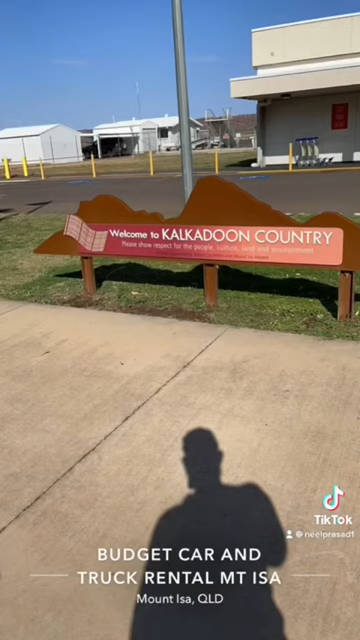 Welcome to KALKADOON COUNTRY
Please show respect for the people, culture, land and environment
TikTok
@neelprasad1
BUDGET CAR AND
TRUCK RENTAL MT ISA
Mount Isa, QLD